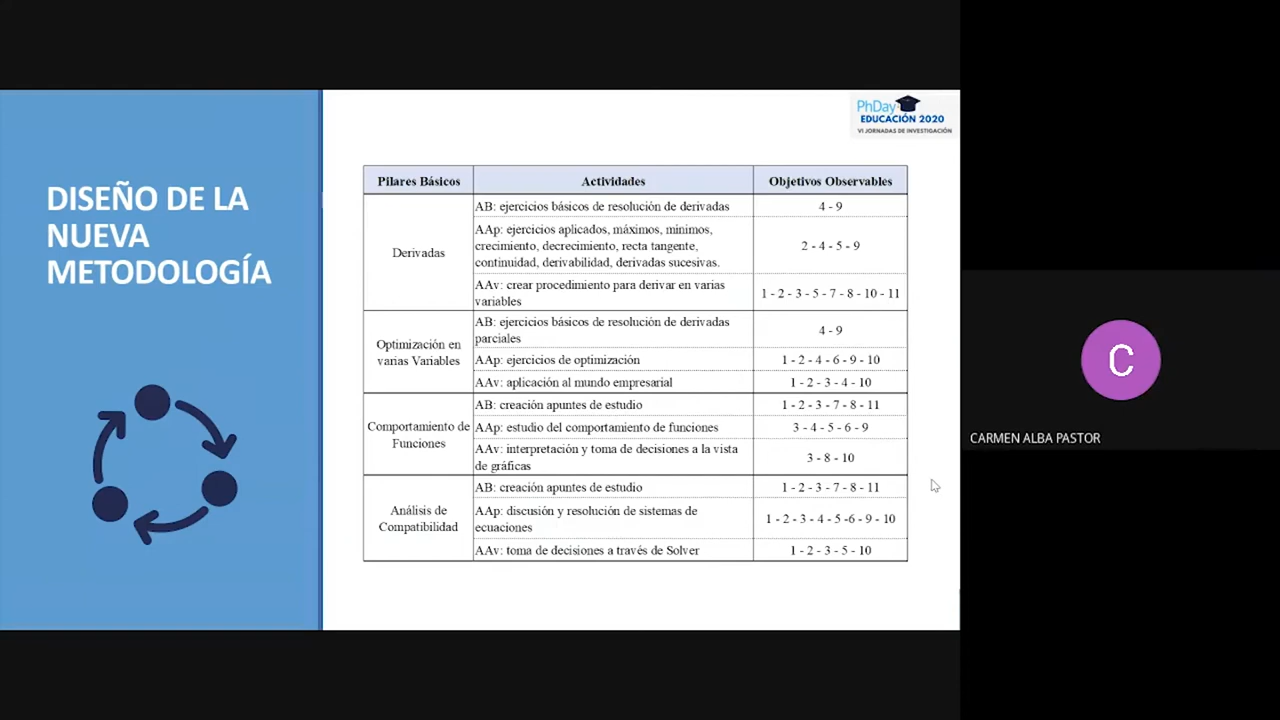 PhDay
EDUCACIÓN 2020
VI JORNADAS DE INVESTIGACIÓN
DISEÑO DE LA
NUEVA
METODOLOGÍA
Pilares Básicos Actividades Objetivos Observables
Derivadas
AB: ejercicios básicos de resolución de derivadas 4 - 9
AAp: ejercicios aplicados, máximos, mínimos,
crecimiento, decrecimiento, recta tangente,
continuidad, derivabilidad, derivadas sucesivas.
2 - 4 - 5 - 9
AAv: crear procedimiento para derivar en varias
variables
1 - 2 - 3 - 5 - 7 - 8 - 10 - 11
Optimización en
varias Variables
AB: ejercicios básicos de resolución de derivadas
parciales
4 - 9
AAp: ejercicios de optimización 1 - 2 - 4 - 6 - 9 - 10
AAv: aplicación al mundo empresarial 1 - 2 - 3 - 4 - 10
Comportamiento de
Funciones
AB: creación apuntes de estudio 1 - 2 - 3 - 7 - 8 - 11
AAp: estudio del comportamiento de funciones 3 - 4 - 5 - 6 - 9
AAv: interpretación y toma de decisiones a la vista
de gráficas
3 - 8 - 10
Análisis de
Compatibilidad
AB: creación apuntes de estudio 1 - 2 - 3 - 7 - 8 - 11
AAp: discusión y resolución de sistemas de
ecuaciones
1 - 2 - 3 - 4 - 5 -6 - 9 - 10
AAv: toma de decisiones a través de Solver 1 - 2 - 3 - 5 - 10
C
CARMEN ALBA PASTOR